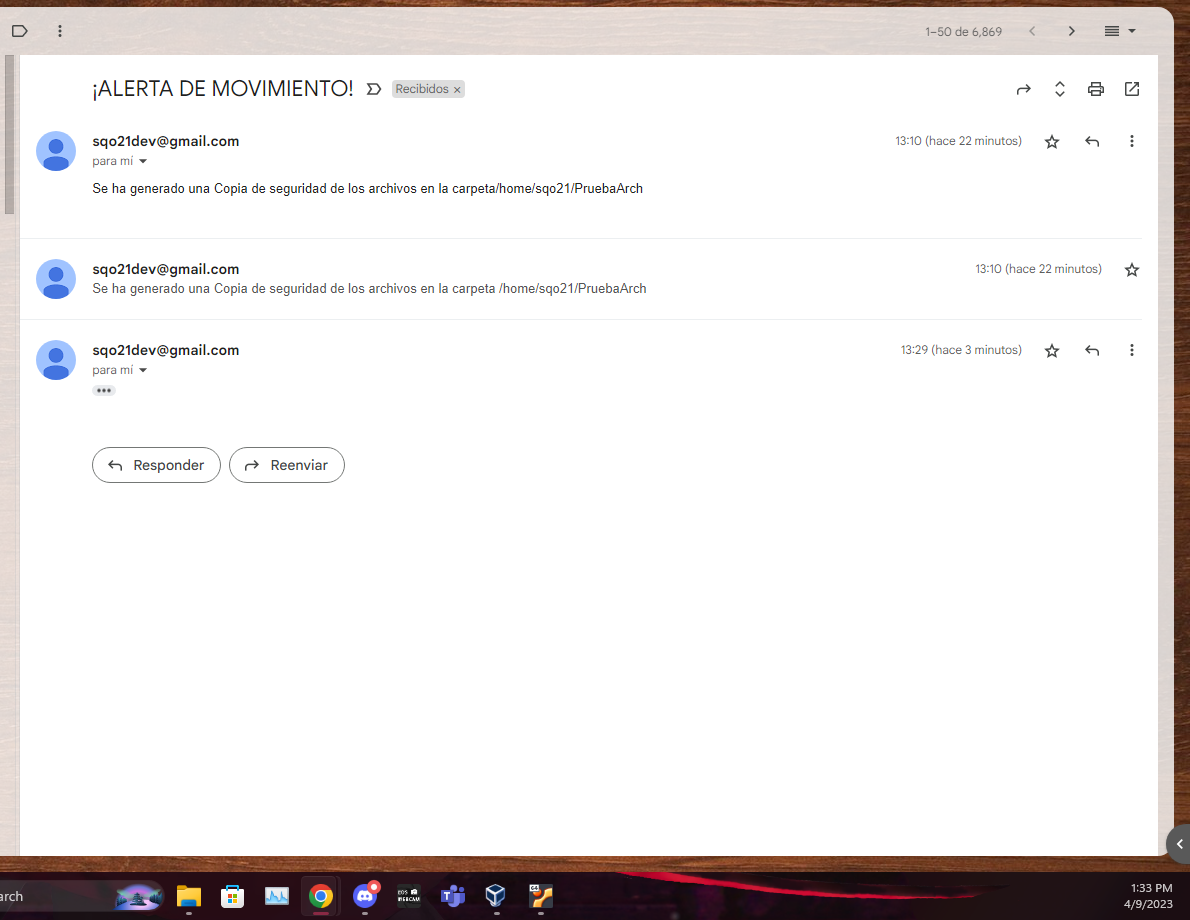 1–50 de 6,869
¡ALERTA DE MOVIMIENTO!
Recibidos ×
sqo21dev@gmail.com
13:10 (hace 22 minutos)
para mí
Se ha generado una Copia de seguridad de los archivos en la carpeta/home/sqo21/PruebaArch
sqo21dev@gmail.com
13:10 (hace 22 minutos)
Se ha generado una Copia de seguridad de los archivos en la carpeta /home/sqo21/PruebaArch
sqo21dev@gmail.com
13:29 (hace 3 minutos)
para mí
Responder
Reenviar
arch
EOS
WEBCAM
1:33 PM
4/9/2023